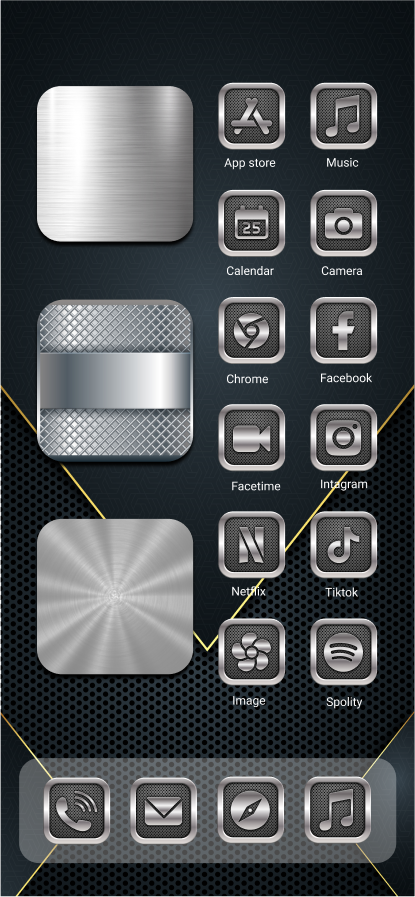 App store Music
25
Calendar Camera
Chrome Facebook
Facetime Intagram
Netflix Tiktok
Image Spolity